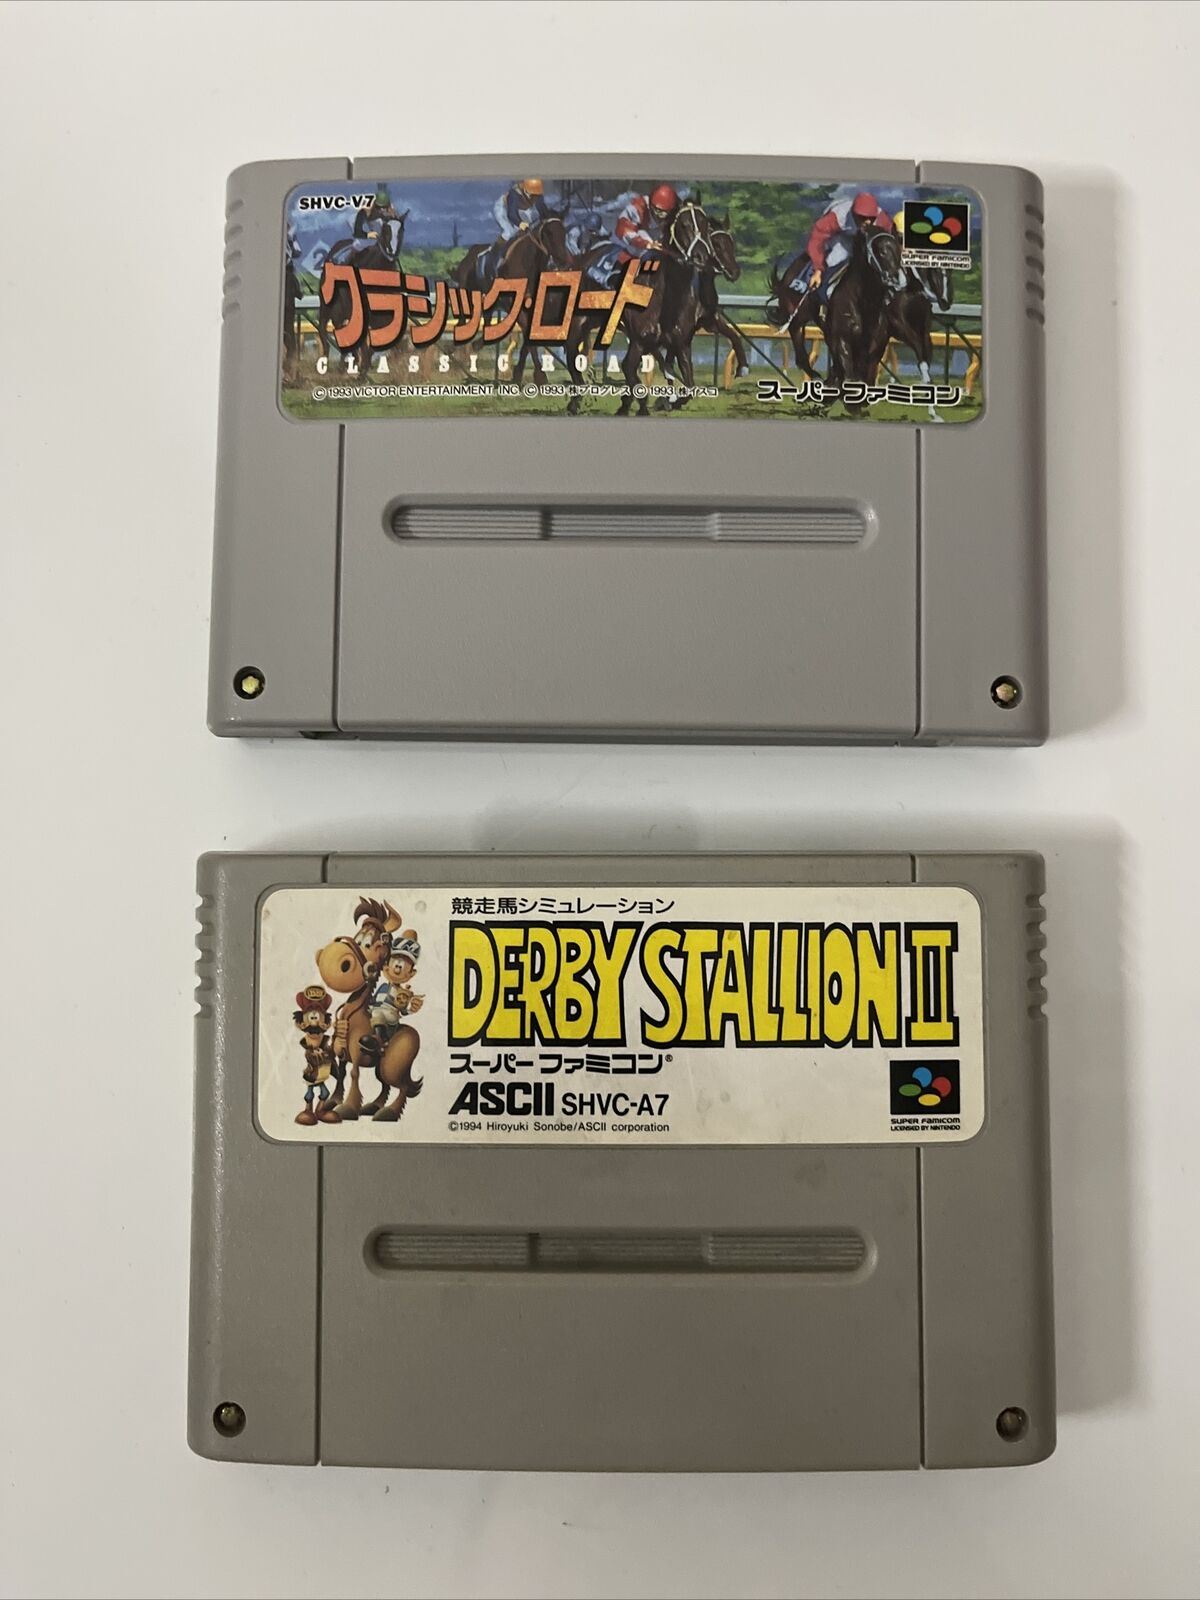 SHVC-V7
クラシック・ロード
CLASSIC ROAD
© 1993 VICTOR ENTERTAINMENT, INC. © 1993 ㈱プログレス © 1993 ㈱イスコ
SUPER FAMICOM
LICENSED BY NINTENDO
スーパーファミコン
競走馬シミュレーション
DERBY STALLION II
スーパーファミコン®
ASCII SHVC-A7
©1994 Hiroyuki Sonobe/ASCII corporation
SUPER FAMICOM
LICENSED BY NINTENDO